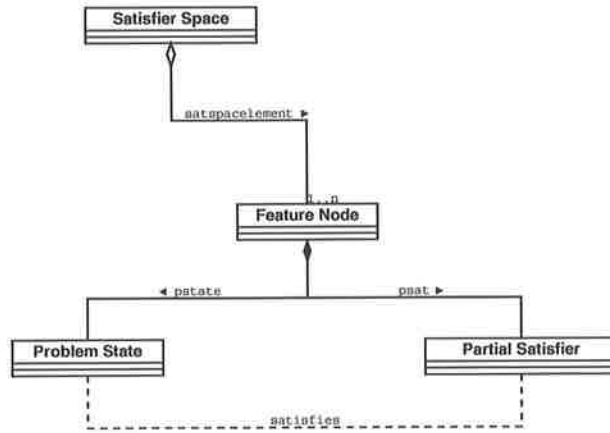 Satisfier Space
satspacelement ►
1..n
Feature Node
◄ pstate
psat ►
Problem State
Partial Satisfier
satisfies